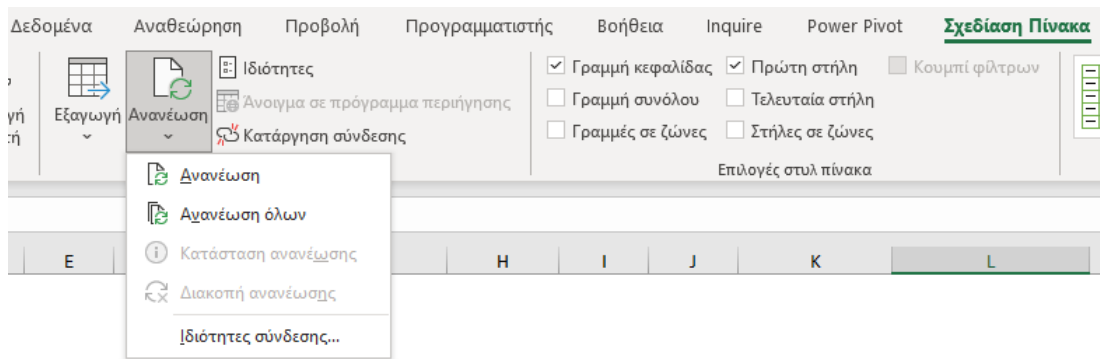 Δεδομένα Αναθεώρηση Προβολή Προγραμματιστής Βοήθεια Inquire Power Pivot Σχεδίαση Πίνακα
Εξαγωγή
Ανανέωση
Ιδιότητες
Άνοιγμα σε πρόγραμμα περιήγησης
Κατάργηση σύνδεσης
Γραμμή κεφαλίδας Πρώτη στήλη Κουμπί φίλτρων
Γραμμή συνόλου Τελευταία στήλη
Γραμμές σε ζώνες Στήλες σε ζώνες
Επιλογές στυλ πίνακα
Ανανέωση
Ανανέωση όλων
Κατάσταση ανανέωσης
Διακοπή ανανέωσης
Ιδιότητες σύνδεσης...
E H I J K L